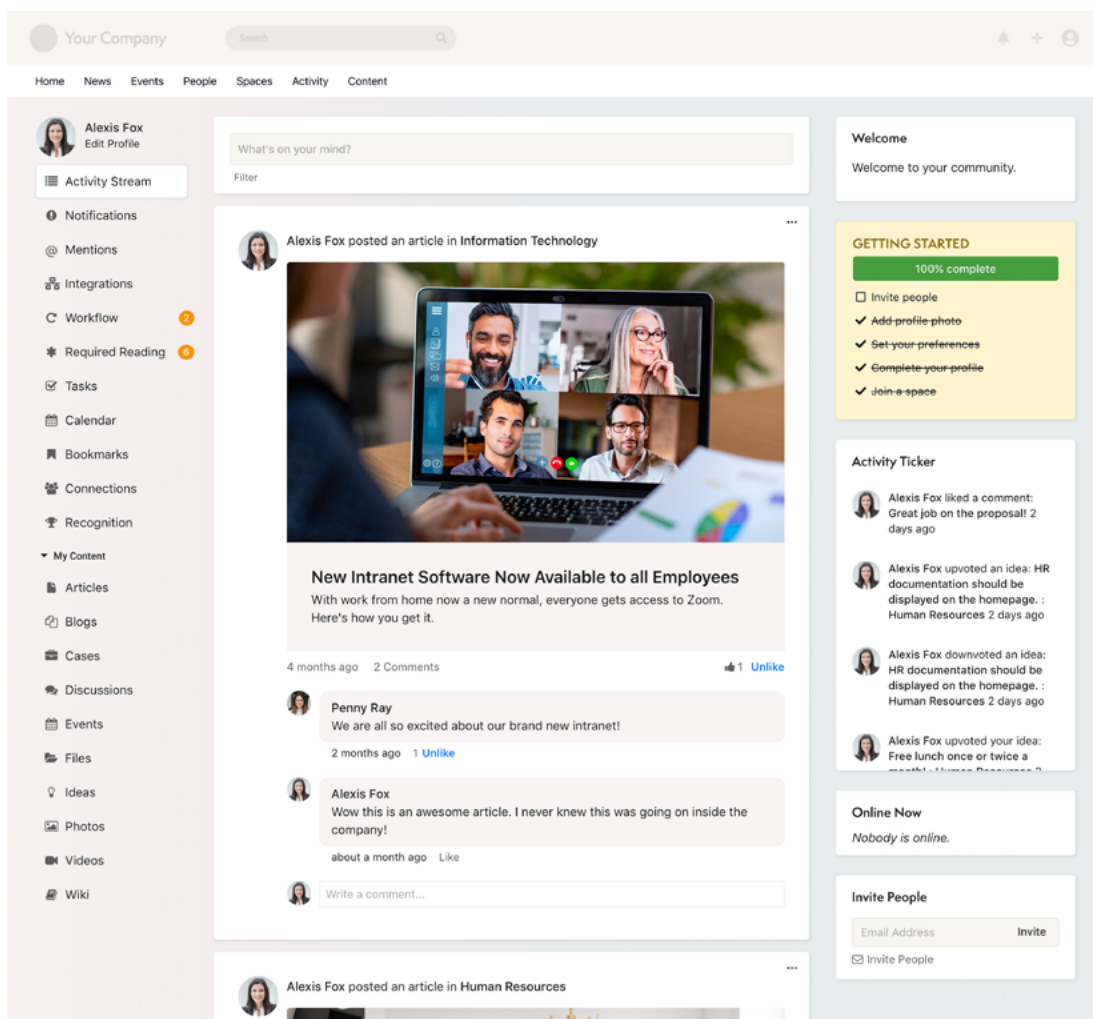 Your Company
Search
Home News Events People Spaces Activity Content
Alexis Fox
Edit Profile
Activity Stream
Notifications
Mentions
Integrations
Workflow 2
Required Reading 6
Tasks
Calendar
Bookmarks
Connections
Recognition
My Content
Articles
Blogs
Cases
Discussions
Events
Files
Ideas
Photos
Videos
Wiki
What's on your mind?
Filter
Alexis Fox posted an article in Information Technology
New Intranet Software Now Available to all Employees
With work from home now a new normal, everyone gets access to Zoom.
Here's how you get it.
4 months ago 2 Comments 1 Unlike
Penny Ray
We are all so excited about our brand new intranet!
2 months ago 1 Unlike
Alexis Fox
Wow this is an awesome article. I never knew this was going on inside the
company!
about a month ago Like
Write a comment...
Alexis Fox posted an article in Human Resources
Welcome
Welcome to your community.
GETTING STARTED
100% complete
Invite people
Add profile photo
Set your preferences
Complete your profile
Join a space
Activity Ticker
Alexis Fox liked a comment:
Great job on the proposal! 2
days ago
Alexis Fox upvoted an idea: HR
documentation should be
displayed on the homepage. :
Human Resources 2 days ago
Alexis Fox downvoted an idea:
HR documentation should be
displayed on the homepage. :
Human Resources 2 days ago
Alexis Fox upvoted your idea:
Free lunch once or twice a
month! : Human Resources 2
Online Now
Nobody is online.
Invite People
Email Address Invite
Invite People